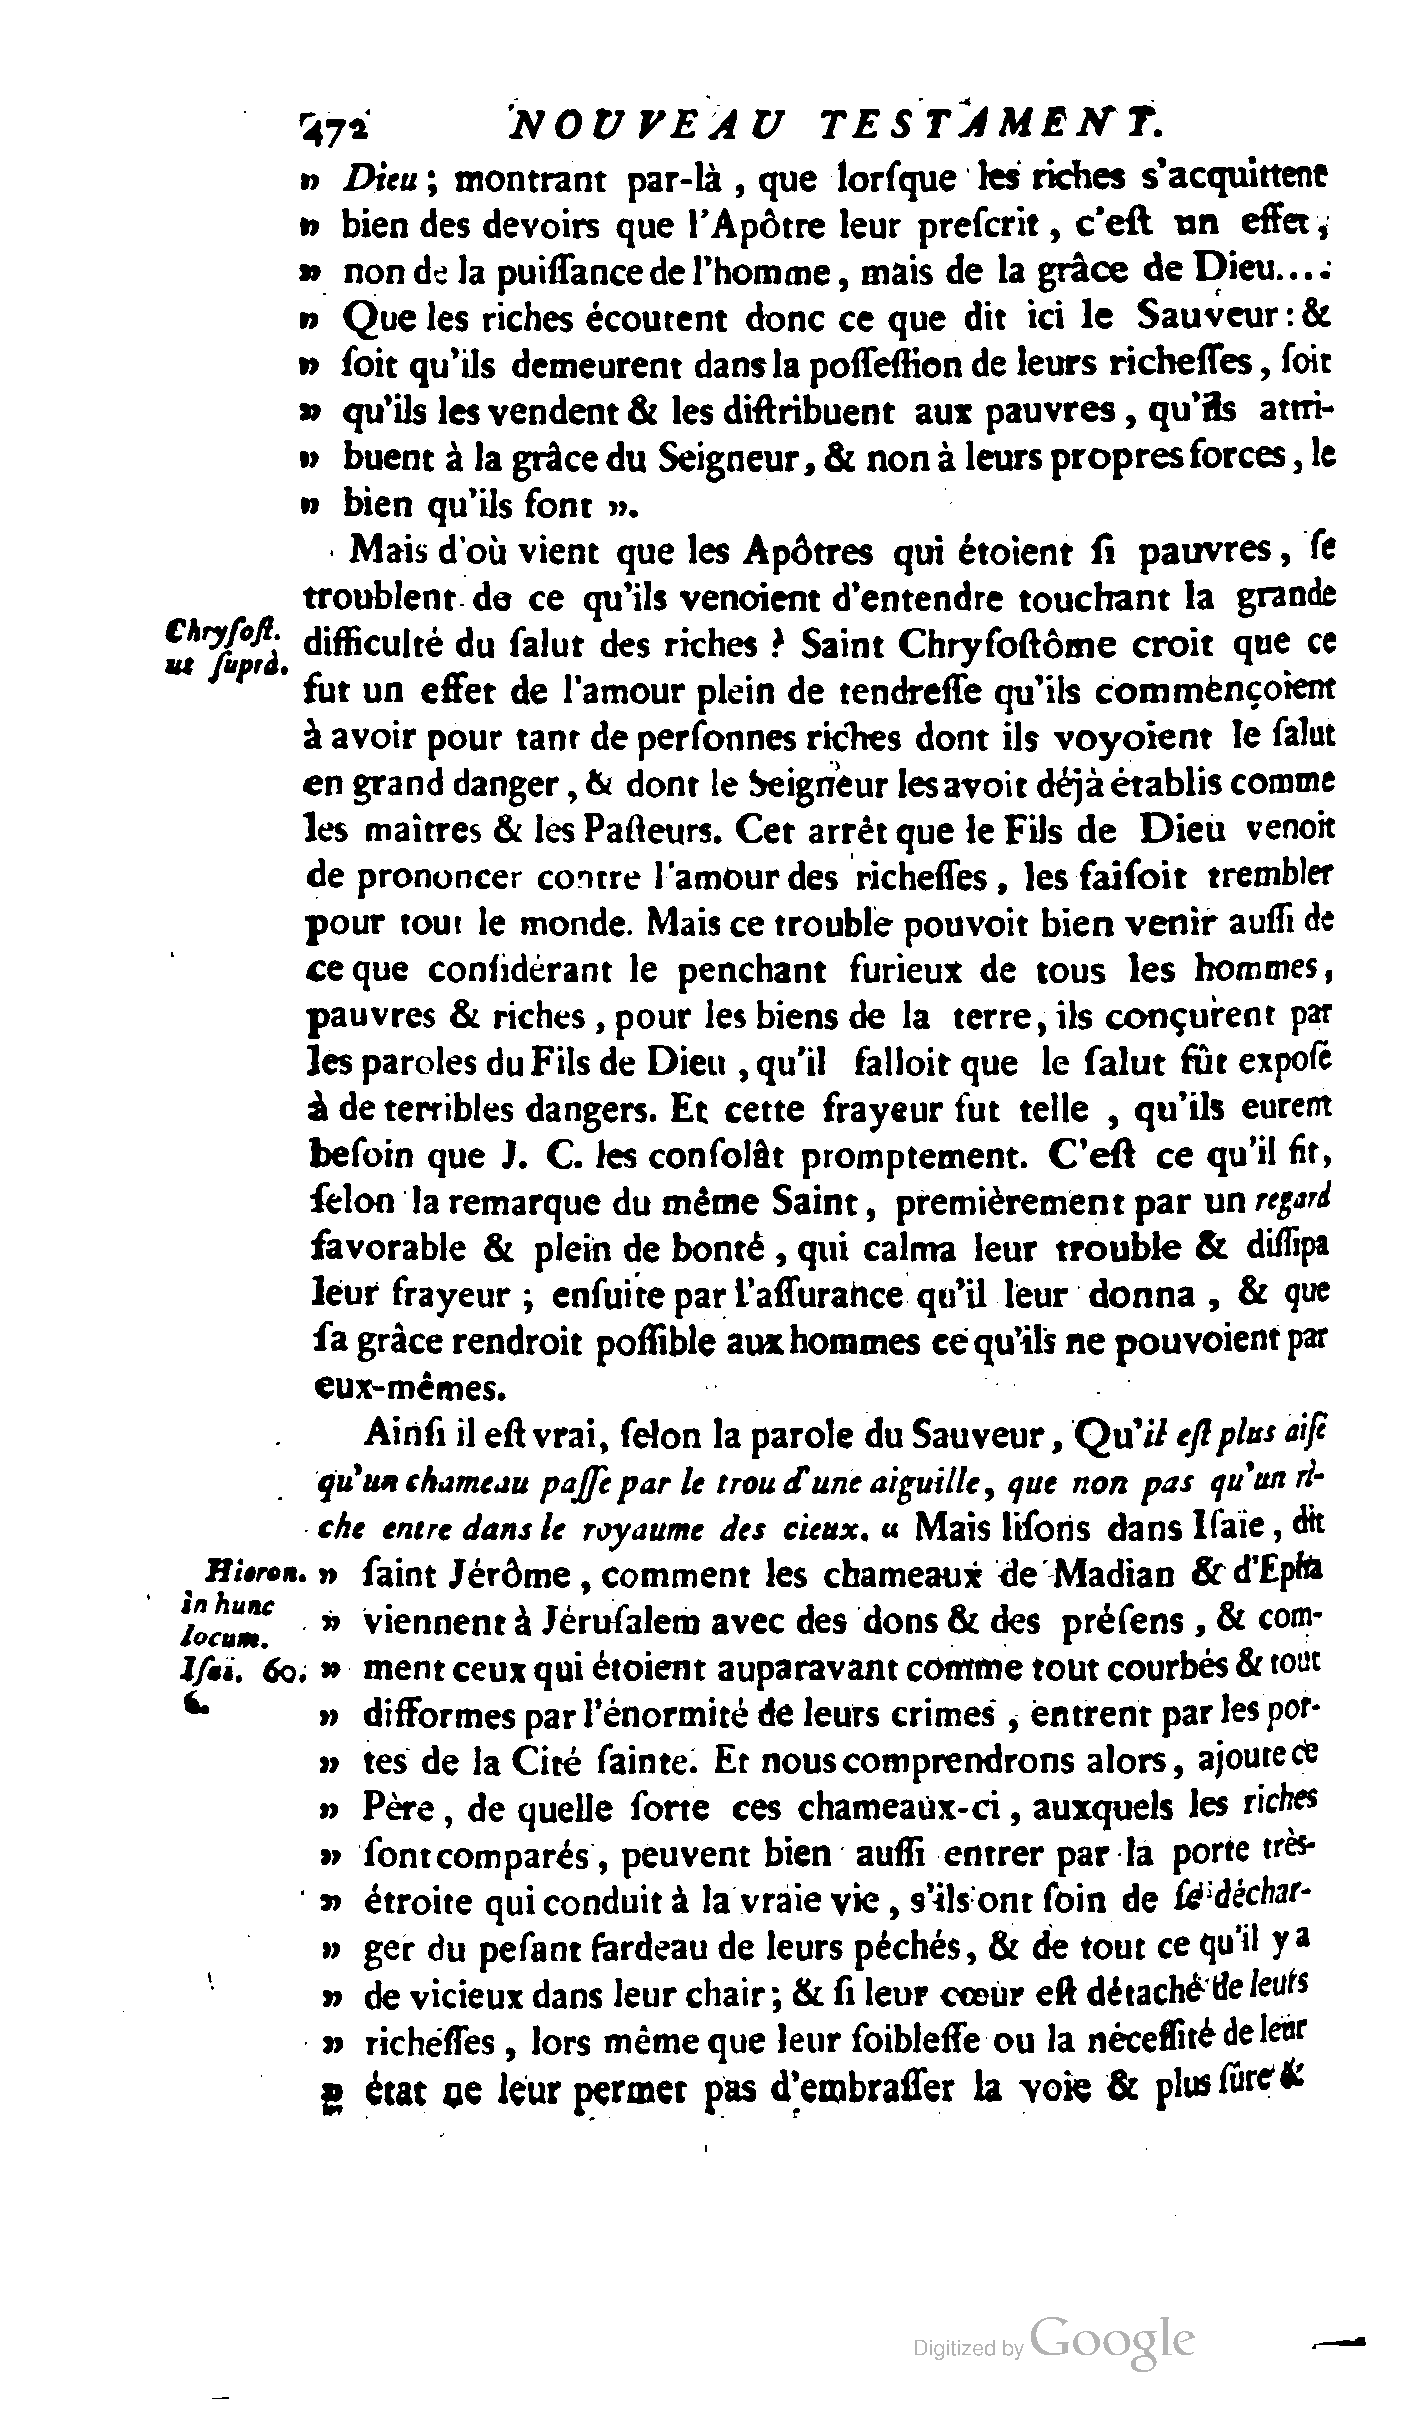 472 NOUVEAU TESTAMENT.
» Dieu ; montrant par-là , que lorſque les riches s'acquittent
» bien des devoirs que l'Apôtre leur preſcrit , c'eſt un effet ,
» non de la puiſſance de l'homme , mais de la grâce de Dieu....
» Que les riches écoutent donc ce que dit ici le Sauveur : &
» ſoit qu'ils demeurent dans la poſſeſſion de leurs richeſſes , ſoit
» qu'ils les vendent & les diſtribuent aux pauvres , qu'ils attri-
» buent à la grâce du Seigneur , & non à leurs propres forces , le
» bien qu'ils font ».
Mais d'où vient que les Apôtres qui étoient ſi pauvres , ſe
troublent de ce qu'ils venoient d'entendre touchant la grande
Chryſoſt.
ut ſuprà.
difficulté du ſalut des riches ? Saint Chryſoſtôme croit que ce
fut un effet de l'amour plein de tendreſſe qu'ils commençoient
à avoir pour tant de perſonnes riches dont ils voyoient le ſalut
en grand danger , & dont le Seigneur les avoit déjà établis comme
les maîtres & les Paſteurs. Cet arrêt que le Fils de Dieu venoit
de prononcer contre l'amour des richeſſes , les faiſoit trembler
pour tout le monde. Mais ce trouble pouvoit bien venir auſſi de
ce que conſidérant le penchant furieux de tous les hommes ,
pauvres & riches , pour les biens de la terre , ils conçurent par
les paroles du Fils de Dieu , qu'il falloit que le ſalut fût expoſé
à de terribles dangers. Et cette frayeur fut telle , qu'ils eurent
beſoin que J. C. les conſolât promptement. C'eſt ce qu'il fit ,
ſelon la remarque du même Saint , premièrement par un regard
favorable & plein de bonté , qui calma leur trouble & diſſipa
leur frayeur ; enſuite par l'aſſurance qu'il leur donna , & que
ſa grâce rendroit poſſible aux hommes ce qu'ils ne pouvoient par
eux-mêmes.
Ainſi il eſt vrai, ſelon la parole du Sauveur , Qu'il eſt plus aiſé
qu'un chameau paſſe par le trou d'une aiguille, que non pas qu'un ri-
che entre dans le royaume des cieux. « Mais liſons dans Iſaïe , dit
Hieron.
in hunc
locum.
Iſai. 60.
6.
» ſaint Jérôme , comment les chameaux de Madian & d'Epha
» viennent à Jéruſalem avec des dons & des préſens , & com-
» ment ceux qui étoient auparavant comme tout courbés & tout
» difformes par l'énormité de leurs crimes , entrent par les por-
» tes de la Cité ſainte. Et nous comprendrons alors, ajoute ce
» Père , de quelle ſorte ces chameaux-ci , auxquels les riches
» ſont comparés , peuvent bien auſſi entrer par la porte très-
» étroite qui conduit à la vraie vie , s'ils ont ſoin de ſe déchar-
» ger du peſant fardeau de leurs péchés , & de tout ce qu'il y a
» de vicieux dans leur chair ; & ſi leur cœur eſt détaché de leurs
» richeſſes , lors même que leur foibleſſe ou la néceſſité de leur
» état ne leur permet pas d'embraſſer la voie & plus ſûre &
Digitized by Google